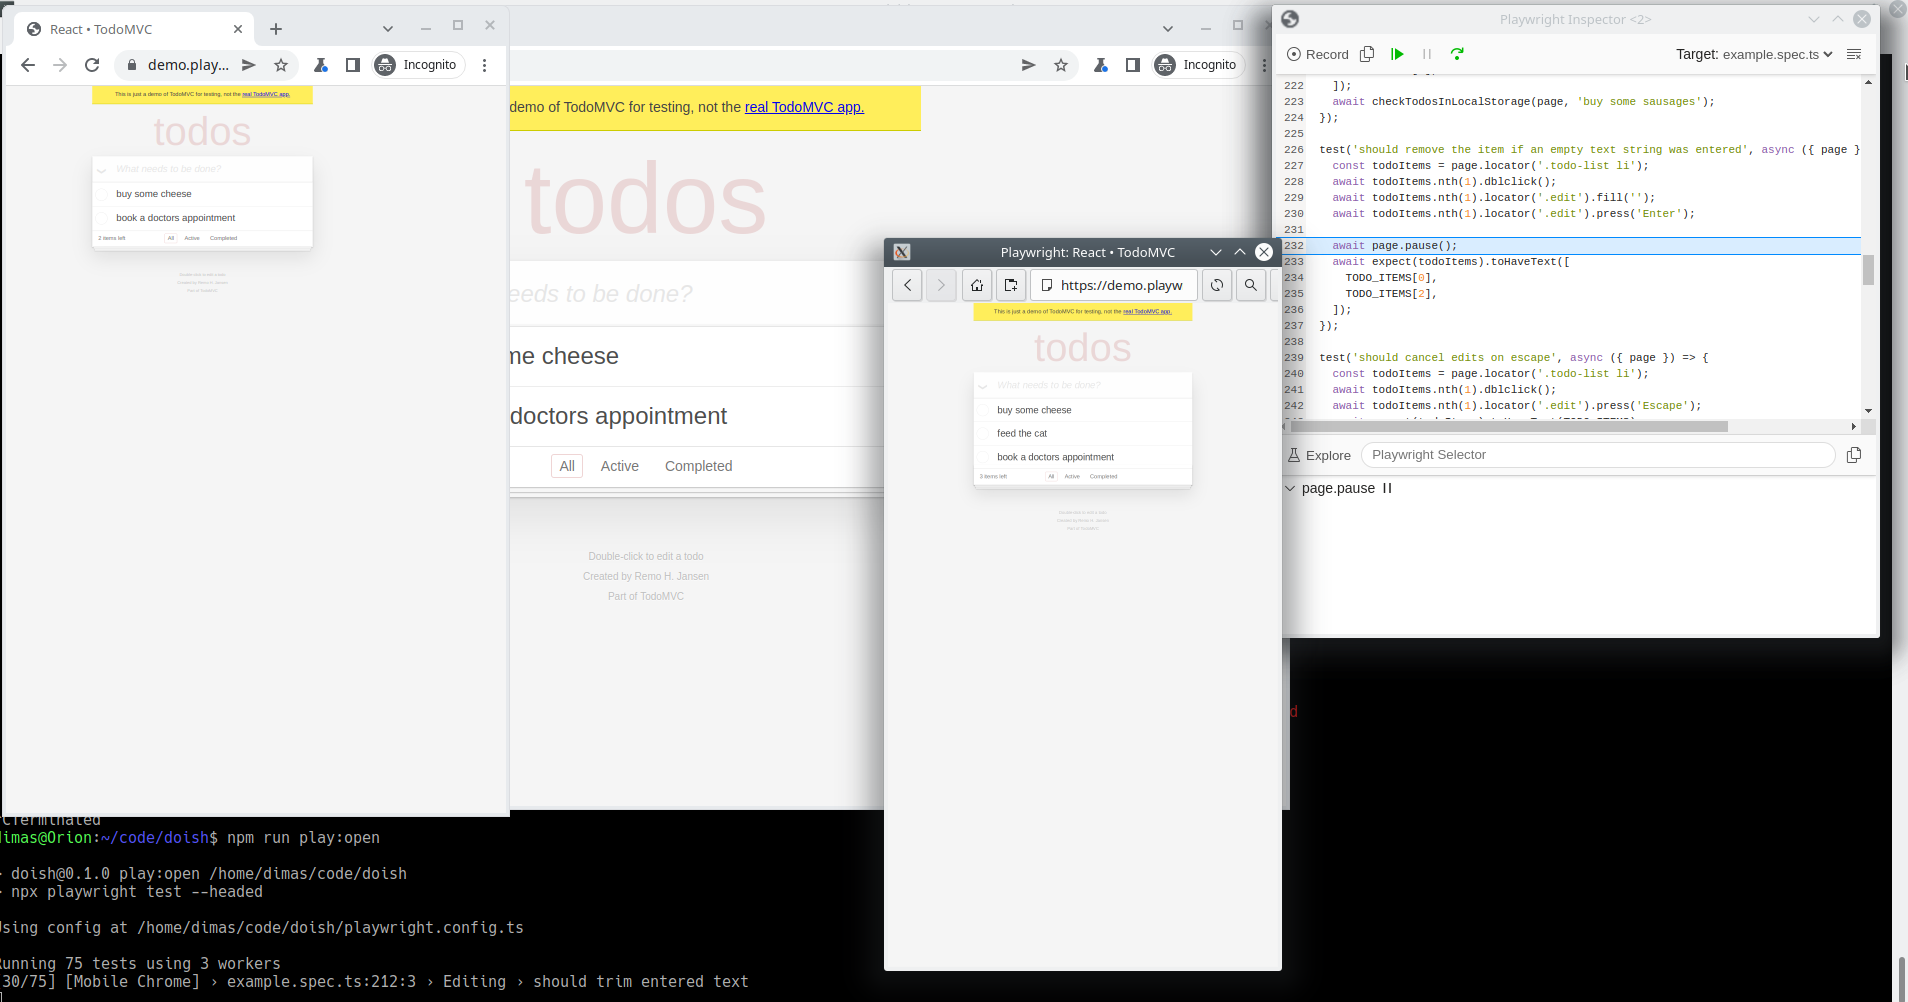 React • TodoMVC
demo.play...
Incognito
This is just a demo of TodoMVC for testing, not the real TodoMVC app.
todos
What needs to be done?
buy some cheese
book a doctors appointment
2 items left
All
Active
Completed
Double-click to edit a todo
Created by Remo H. Jansen
Part of TodoMVC
Incognito
demo of TodoMVC for testing, not the real TodoMVC app.
todos
eeds to be done?
me cheese
doctors appointment
All
Active
Completed
Double-click to edit a todo
Created by Remo H. Jansen
Part of TodoMVC
Playwright: React • TodoMVC
https://demo.playw
This is just a demo of TodoMVC for testing, not the real TodoMVC app.
todos
What needs to be done?
buy some cheese
feed the cat
book a doctors appointment
3 items left
All
Active
Completed
Double-click to edit a todo
Created by Remo H. Jansen
Part of TodoMVC
Playwright Inspector <2>
Record
Target: example.spec.ts
222 ]);
223 await checkTodosInLocalStorage(page, 'buy some sausages');
224 });
225
226 test('should remove the item if an empty text string was entered', async ({ page }
227 const todoItems = page.locator('.todo-list li');
228 await todoItems.nth(1).dblclick();
229 await todoItems.nth(1).locator('.edit').fill('');
230 await todoItems.nth(1).locator('.edit').press('Enter');
231
232 await page.pause();
233 await expect(todoItems).toHaveText([
234 TODO_ITEMS[0],
235 TODO_ITEMS[2],
236 ]);
237 });
238
239 test('should cancel edits on escape', async ({ page }) => {
240 const todoItems = page.locator('.todo-list li');
241 await todoItems.nth(1).dblclick();
242 await todoItems.nth(1).locator('.edit').press('Escape');
Explore
Playwright Selector
page.pause
d
^CTerminated
dimas@Orion:~/code/doish$ npm run play:open
> doish@0.1.0 play:open /home/dimas/code/doish
> npx playwright test --headed
Using config at /home/dimas/code/doish/playwright.config.ts
Running 75 tests using 3 workers
[30/75] [Mobile Chrome] › example.spec.ts:212:3 › Editing › should trim entered text